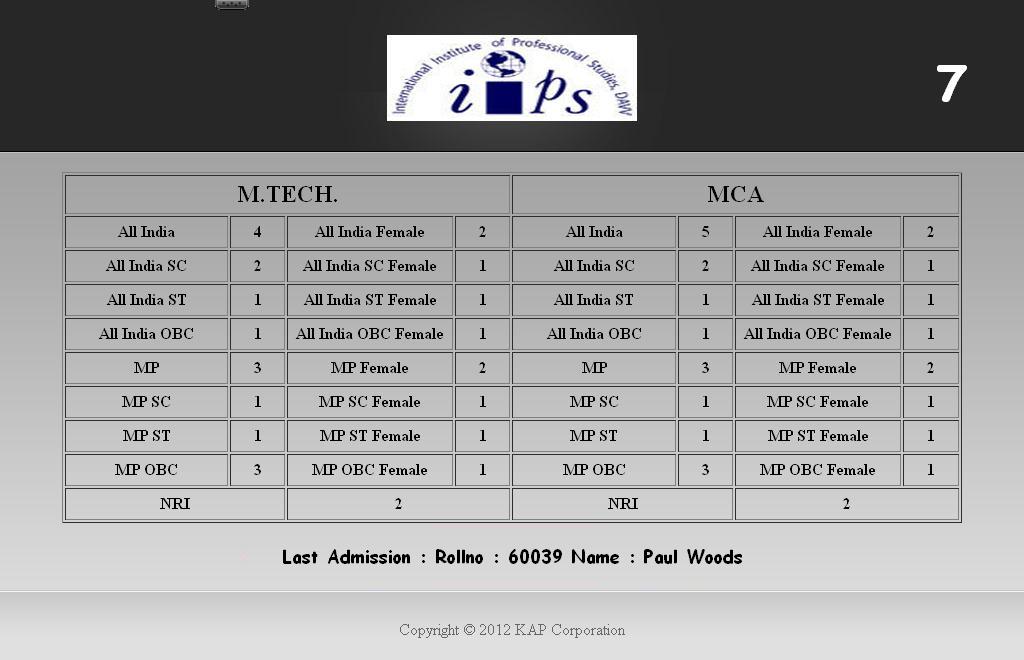 International Institute of Professional Studies, DAVV
ips
7
M.TECH. MCA
All India 4 All India Female 2 All India 5 All India Female 2
All India SC 2 All India SC Female 1 All India SC 2 All India SC Female 1
All India ST 1 All India ST Female 1 All India ST 1 All India ST Female 1
All India OBC 1 All India OBC Female 1 All India OBC 1 All India OBC Female 1
MP 3 MP Female 2 MP 3 MP Female 2
MP SC 1 MP SC Female 1 MP SC 1 MP SC Female 1
MP ST 1 MP ST Female 1 MP ST 1 MP ST Female 1
MP OBC 3 MP OBC Female 1 MP OBC 3 MP OBC Female 1
NRI 2 NRI 2
Last Admission : Rollno : 60039 Name : Paul Woods
Copyright © 2012 KAP Corporation